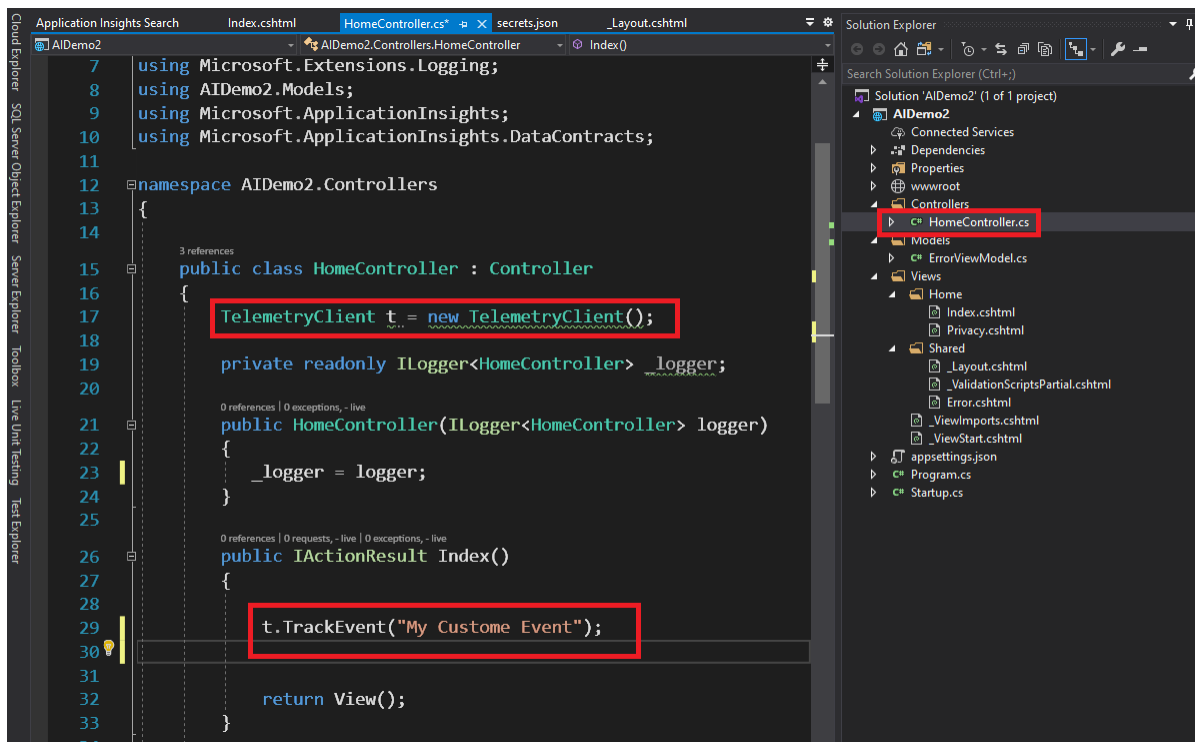 Application Insights Search
Index.cshtml
HomeController.cs*
secrets.json
_Layout.cshtml
AIDemo2
AIDemo2.Controllers.HomeController
Index()
Cloud Explorer
SQL Server Object Explorer
Server Explorer
Toolbox
Live Unit Testing
Test Explorer
7 using Microsoft.Extensions.Logging;
8 using AIDemo2.Models;
9 using Microsoft.ApplicationInsights;
10 using Microsoft.ApplicationInsights.DataContracts;
11
12 namespace AIDemo2.Controllers
13 {
14
3 references
15 public class HomeController : Controller
16 {
17 TelemetryClient t = new TelemetryClient();
18
19 private readonly ILogger<HomeController> _logger;
20
0 references | 0 exceptions, - live
21 public HomeController(ILogger<HomeController> logger)
22 {
23 _logger = logger;
24 }
25
0 references | 0 requests, - live | 0 exceptions, - live
26 public IActionResult Index()
27 {
28
29 t.TrackEvent("My Custome Event");
30
31
32 return View();
33 }
Solution Explorer
Search Solution Explorer (Ctrl+;)
Solution 'AIDemo2' (1 of 1 project)
AIDemo2
Connected Services
Dependencies
Properties
wwwroot
Controllers
C# HomeController.cs
Models
C# ErrorViewModel.cs
Views
Home
Index.cshtml
Privacy.cshtml
Shared
_Layout.cshtml
_ValidationScriptsPartial.cshtml
Error.cshtml
_ViewImports.cshtml
_ViewStart.cshtml
appsettings.json
C# Program.cs
C# Startup.cs